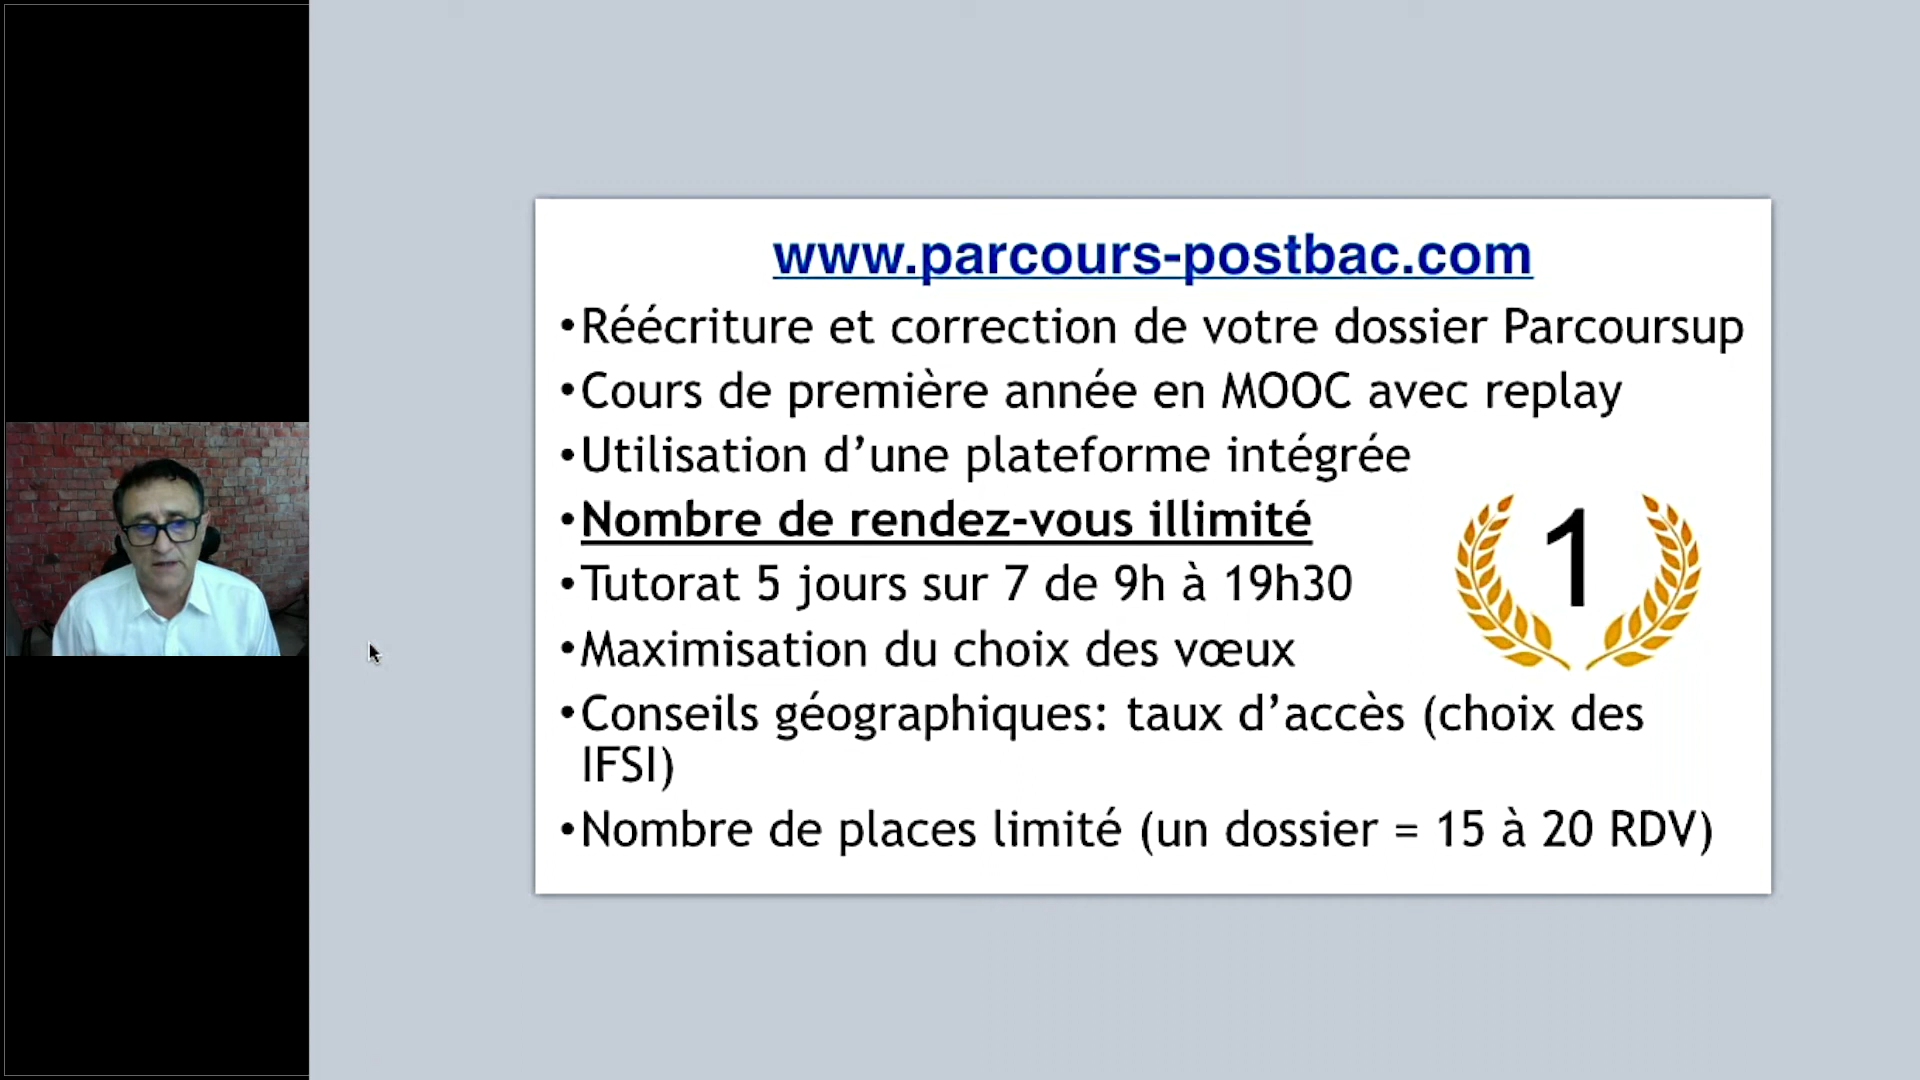 www.parcours-postbac.com
•Réécriture et correction de votre dossier Parcoursup
•Cours de première année en MOOC avec replay
•Utilisation d’une plateforme intégrée
•Nombre de rendez-vous illimité
•Tutorat 5 jours sur 7 de 9h à 19h30
•Maximisation du choix des vœux
•Conseils géographiques: taux d’accès (choix des
IFSI)
•Nombre de places limité (un dossier = 15 à 20 RDV)
1